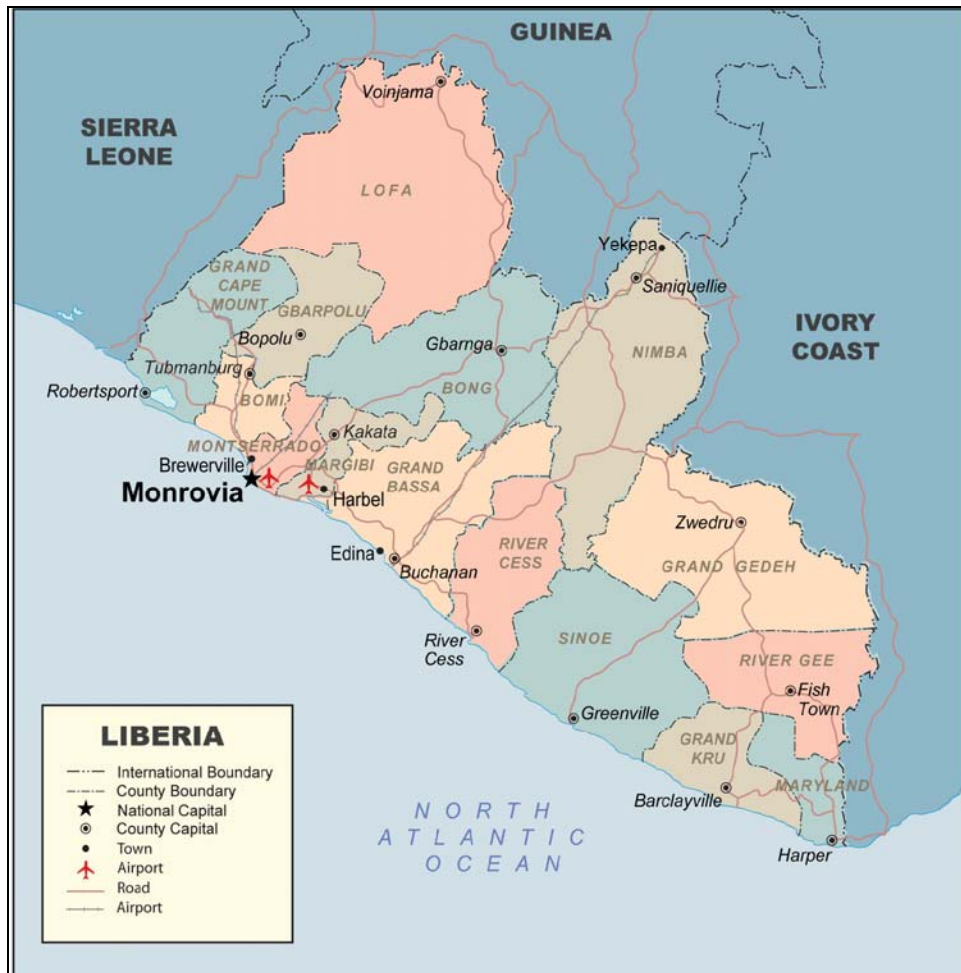 GUINEA
Voinjama
SIERRA
LEONE
LOFA
Yekepa
GRAND
CAPE
MOUNT
Saniquellie
GBARPOLU
IVORY
COAST
Bopolu
Gbarnga
NIMBA
Tubmanburg
BONG
Robertsport
BOMI
Kakata
MONTSERRADO
Brewerville
MARGIBI
GRAND
BASSA
Monrovia
Harbel
Zwedru
Edina
RIVER
CESS
GRAND GEDEH
Buchanan
River
Cess
SINOE
RIVER GEE
Fish
Town
Greenville
LIBERIA
GRAND
KRU
International Boundary
County Boundary
National Capital
County Capital
Town
Airport
Road
Airport
MARYLAND
Barclayville
NORTH
ATLANTIC
OCEAN
Harper